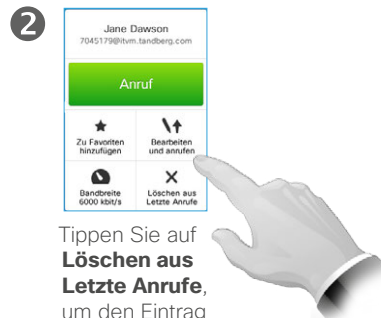 2
Jane Dawson
7045179@itvm.tandberg.com
Anruf
Zu Favoriten
hinzufügen
Bearbeiten
und anrufen
Bandbreite
6000 kbit/s
Löschen aus
Letzte Anrufe
Tippen Sie auf
Löschen aus
Letzte Anrufe,
um den Eintrag